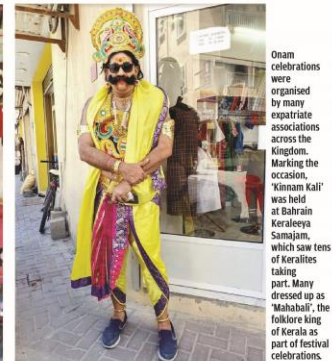 Onam
celebrations
were
organised
by many
expatriate
associations
across the
Kingdom.
Marking the
occasion,
'Kinnam Kali'
was held
at Bahrain
Keraleeya
Samajam,
which saw tens
of Keralites
taking
part. Many
dressed up as
'Mahabali', the
folklore king
of Kerala as
part of festival
celebrations.